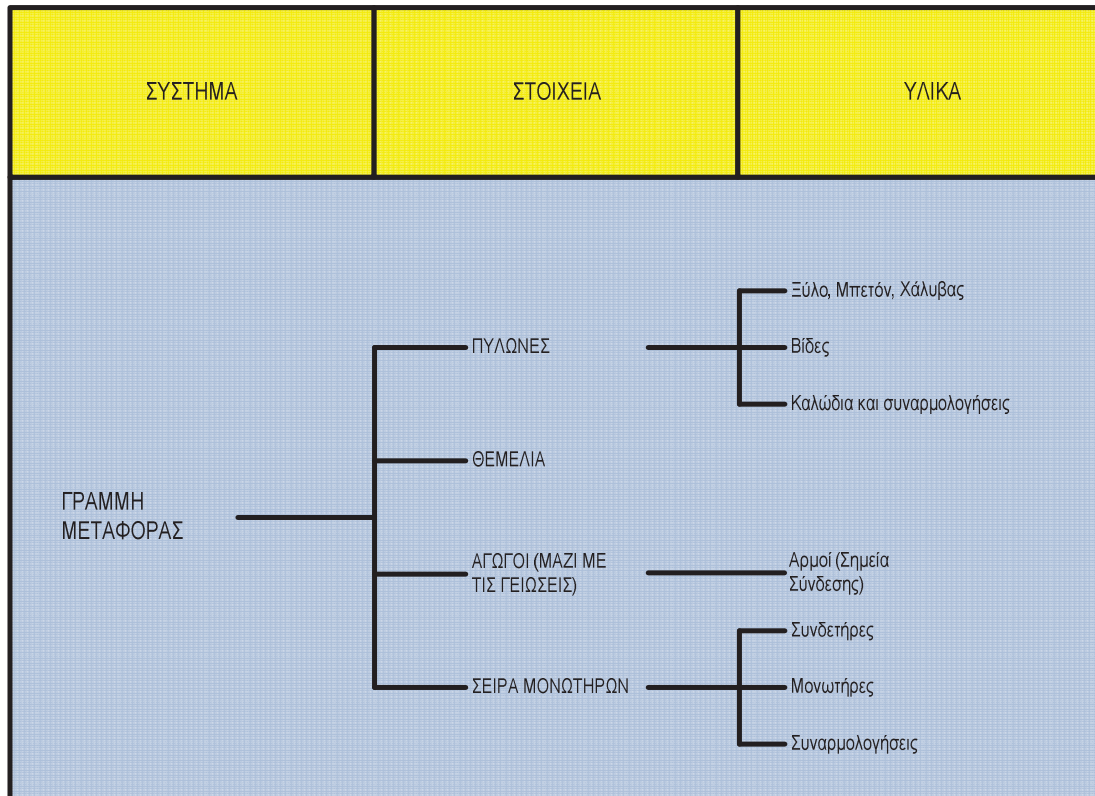 ΣΥΣΤΗΜΑ
ΣΤΟΙΧΕΙΑ
ΥΛΙΚΑ
Ξύλο, Μπετόν, Χάλυβας
ΠΥΛΩΝΕΣ
Βίδες
Καλώδια και συναρμολογήσεις
ΘΕΜΕΛΙΑ
ΓΡΑΜΜΗ
ΜΕΤΑΦΟΡΑΣ
ΑΓΩΓΟΙ (ΜΑΖΙ ΜΕ
ΤΙΣ ΓΕΙΩΣΕΙΣ)
Αρμοί (Σημεία
Σύνδεσης)
Συνδετήρες
ΣΕΙΡΑ ΜΟΝΩΤΗΡΩΝ
Μονωτήρες
Συναρμολογήσεις